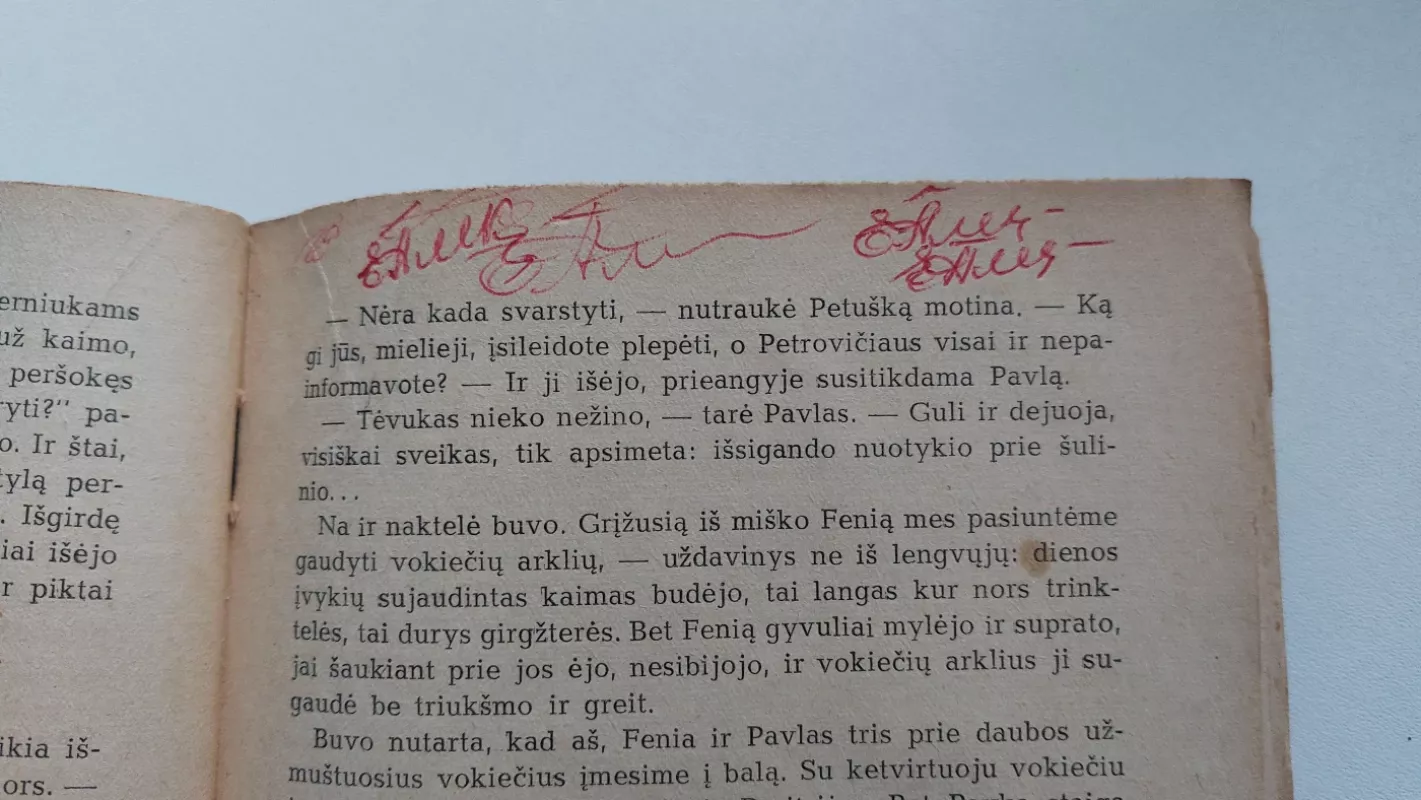 erniukams
už kaimo,
peršokęs
ryti?" pa-
o. Ir štai,
tylą per-
. Išgirdę
iai išėjo
r piktai
ikia iš-
ors. —
— Nėra kada svarstyti, — nutraukė Petušką motina. — Ką
gi jūs, mielieji, įsileidote plepėti, o Petrovičiaus visai ir nepa-
informavote? — Ir ji išėjo, prieangyje susitikdama Pavlą.
— Tėvukas nieko nežino, — tarė Pavlas. — Guli ir dejuoja,
visiškai sveikas, tik apsimeta: išsigando nuotykio prie šuli-
nio...
Na ir naktelė buvo. Grįžusią iš miško Fenią mes pasiuntėme
gaudyti vokiečių arklių, — uždavinys ne iš lengvųjų: dienos
įvykių sujaudintas kaimas budėjo, tai langas kur nors trink-
telės, tai durys girgžterės. Bet Fenią gyvuliai mylėjo ir suprato,
jai šaukiant prie jos ėjo, nesibijojo, ir vokiečių arklius ji su-
gaudė be triukšmo ir greit.
Buvo nutarta, kad aš, Fenia ir Pavlas tris prie daubos už-
muštuosius vokiečius įmesime į balą. Su ketvirtuoju vokiečiu